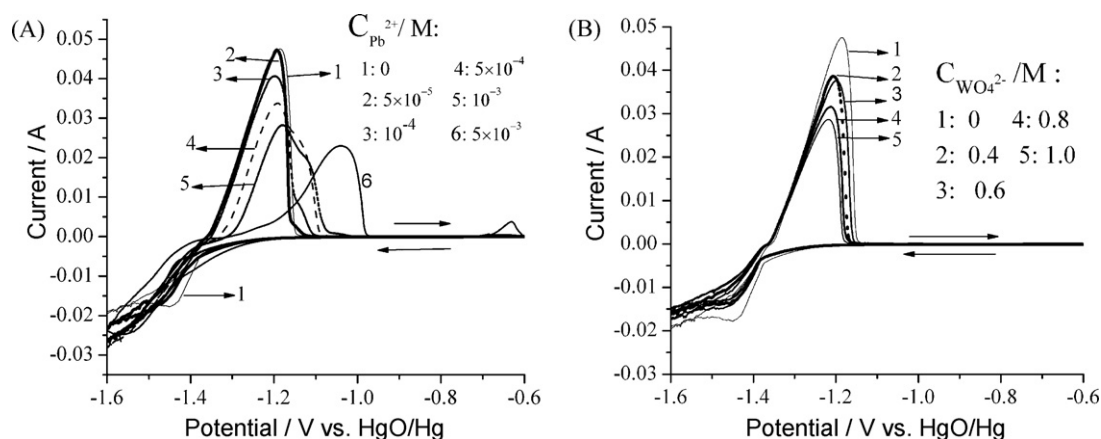 (A)
C Pb²⁺/ M:
1: 0 4: 5×10⁻⁴
2: 5×10⁻⁵ 5: 10⁻³
3: 10⁻⁴ 6: 5×10⁻³
2
1
3
4
5
6
1
0.05
0.04
0.03
0.02
0.01
0.00
-0.01
-0.02
-0.03
Current / A
-1.6 -1.4 -1.2 -1.0 -0.8 -0.6
Potential / V vs. HgO/Hg
(B)
C WO₄²⁻ /M :
1: 0 4: 0.8
2: 0.4 5: 1.0
3: 0.6
1
2
3
4
5
0.05
0.04
0.03
0.02
0.01
0.00
-0.01
-0.02
0.03
Current / A
-1.6 -1.4 -1.2 -1.0 -0.8 -0.6
Potential / V vs. HgO/Hg